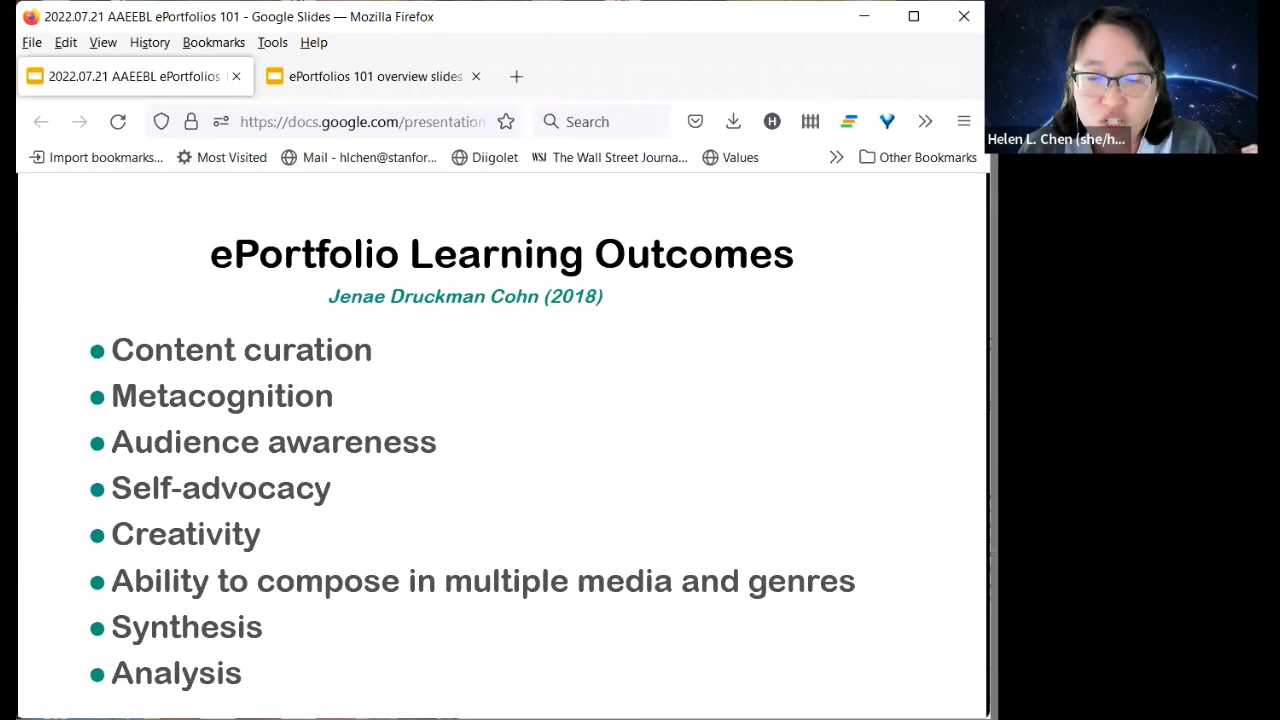 2022.07.21 AAEEBL ePortfolios 101 - Google Slides — Mozilla Firefox
File Edit View History Bookmarks Tools Help
2022.07.21 AAEEBL ePortfolios
ePortfolios 101 overview slides
https://docs.google.com/presentation
Search
Import bookmarks...
Most Visited
Mail - hlchen@stanfor...
Diigolet
WSJ The Wall Street Journa...
Values
Other Bookmarks
Helen L. Chen (she/h...
ePortfolio Learning Outcomes
Jenae Druckman Cohn (2018)
● Content curation
● Metacognition
● Audience awareness
● Self-advocacy
● Creativity
● Ability to compose in multiple media and genres
● Synthesis
● Analysis